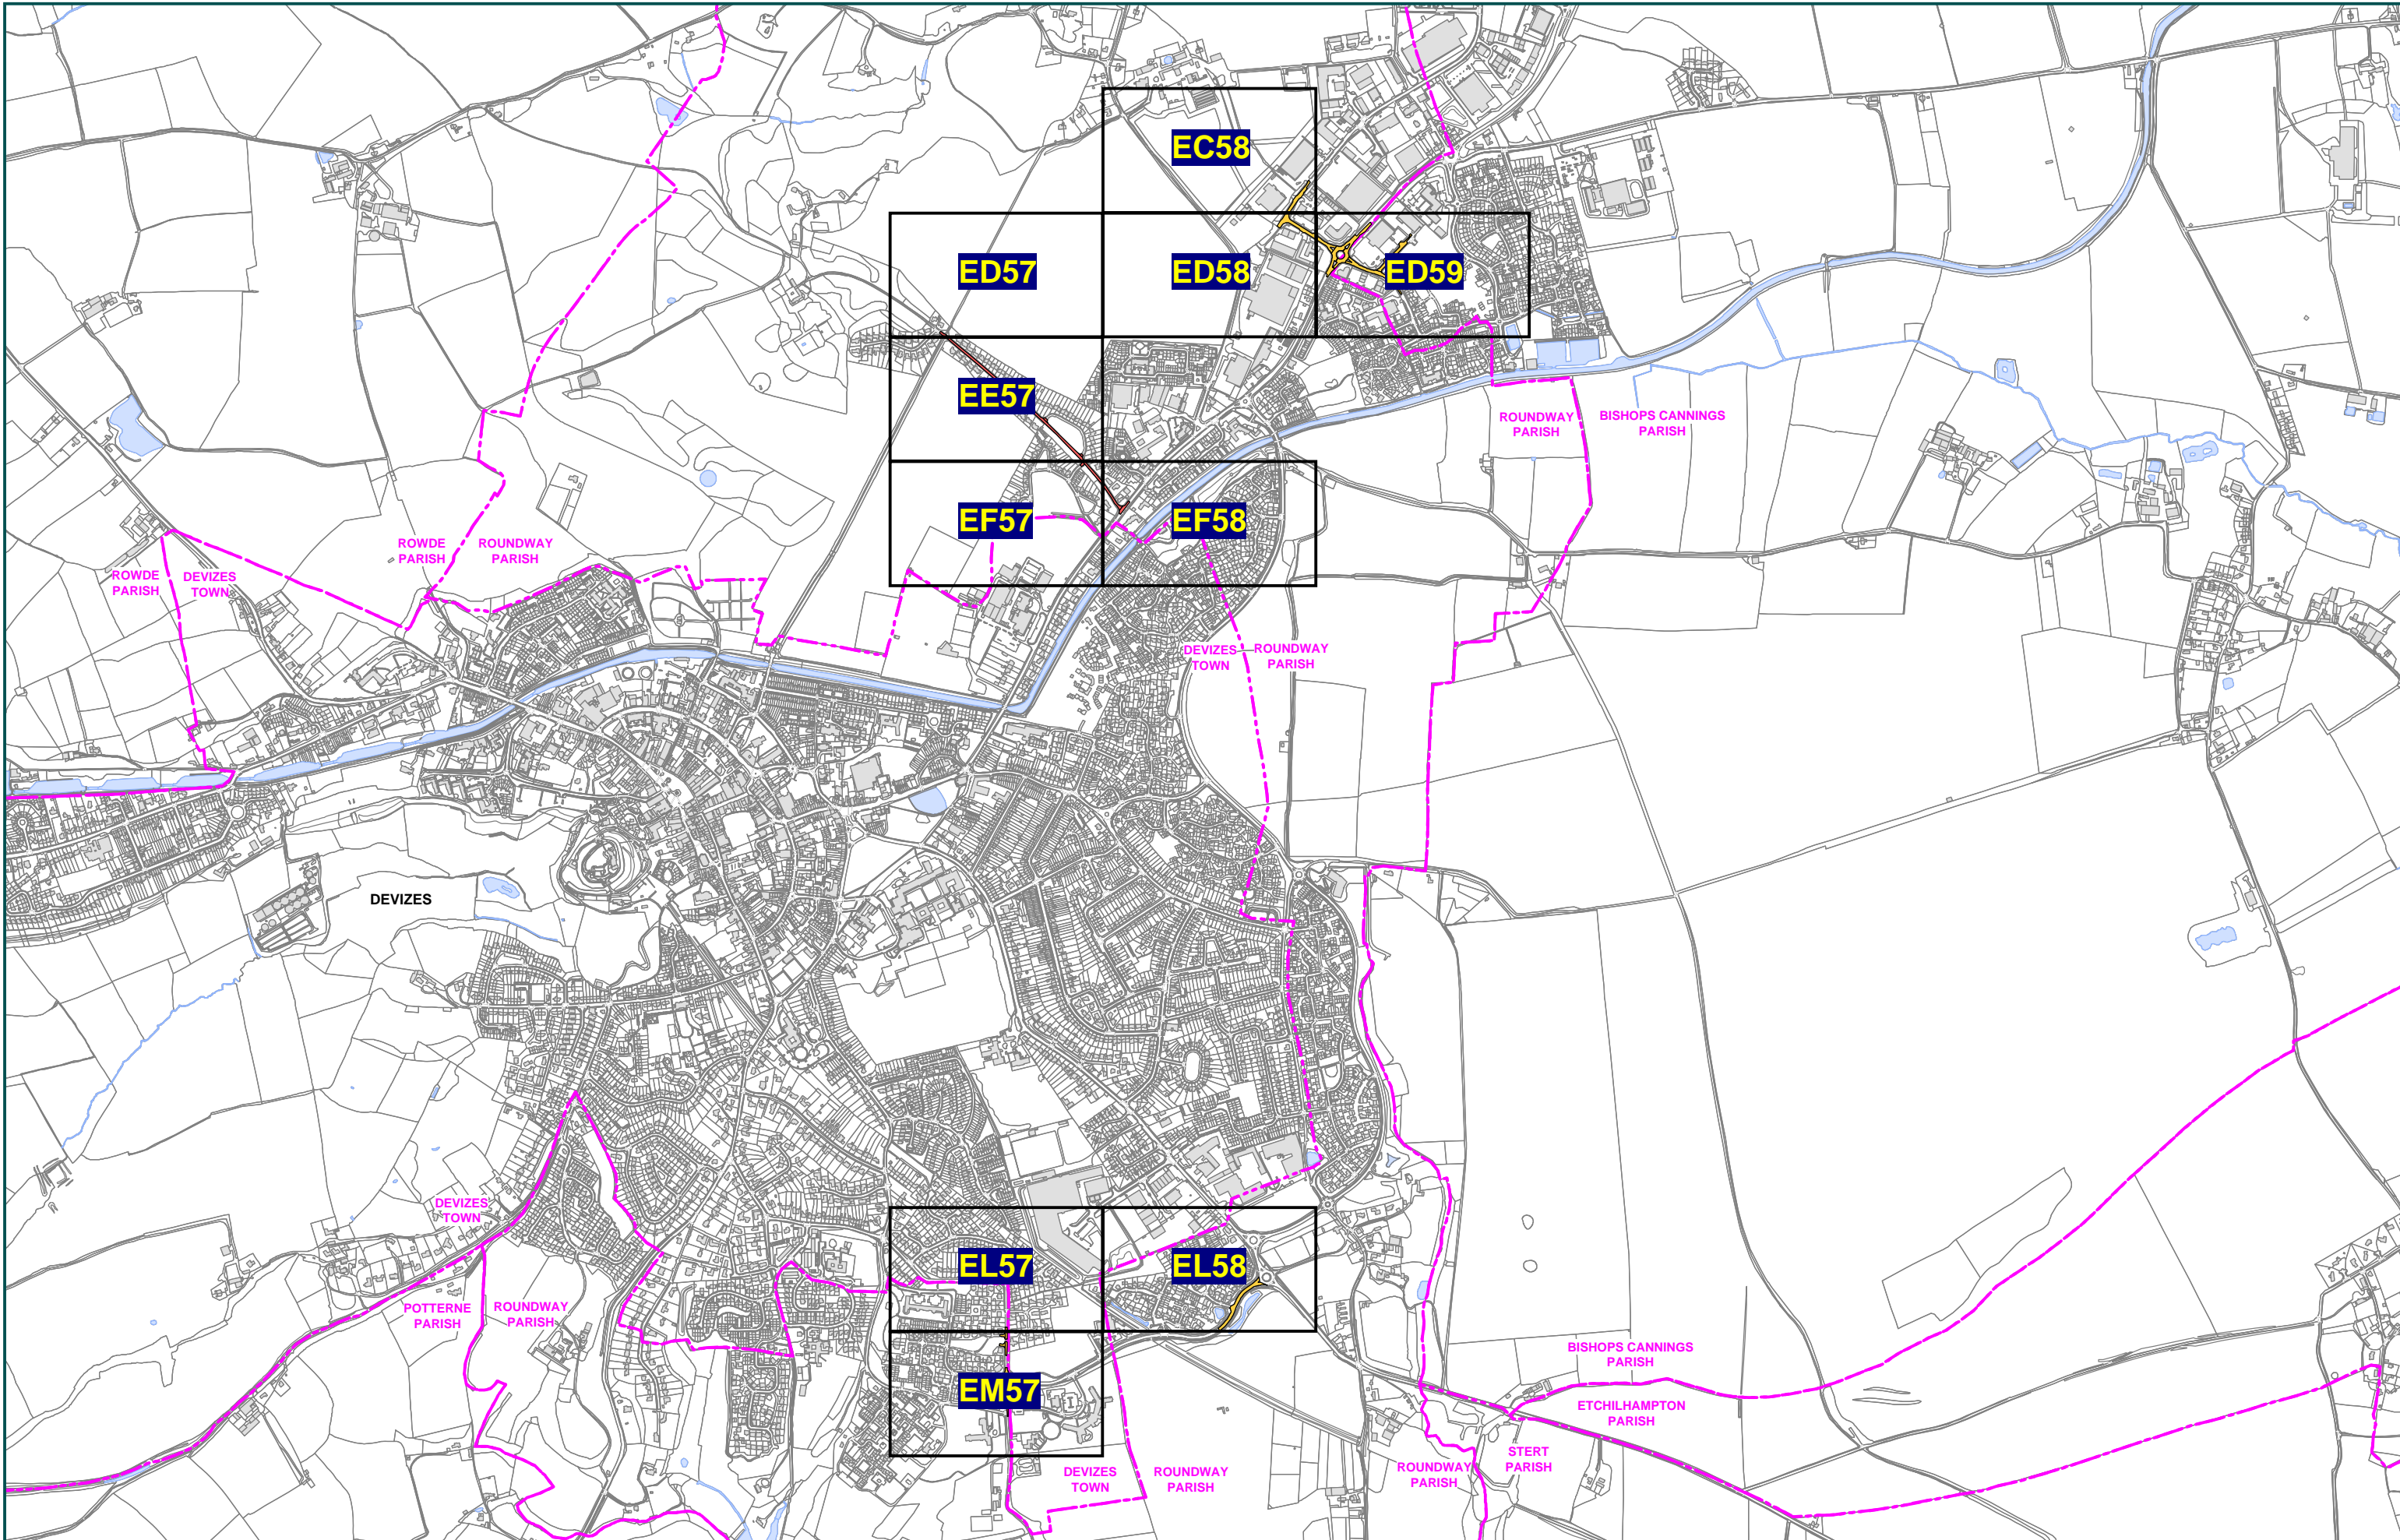 EC58
ED57
ED58
ED59
EE57
ROUNDWAY
PARISH
BISHOPS CANNINGS
PARISH
EF57
EF58
ROWDE
PARISH
ROUNDWAY
PARISH
ROWDE
PARISH
DEVIZES
TOWN
DEVIZES
TOWN
ROUNDWAY
PARISH
DEVIZES
DEVIZES
TOWN
EL57
EL58
POTTERNE
PARISH
ROUNDWAY
PARISH
BISHOPS CANNINGS
PARISH
EM57
ETCHILHAMPTON
PARISH
STERT
PARISH
ROUNDWAY
PARISH
DEVIZES
TOWN
ROUNDWAY
PARISH